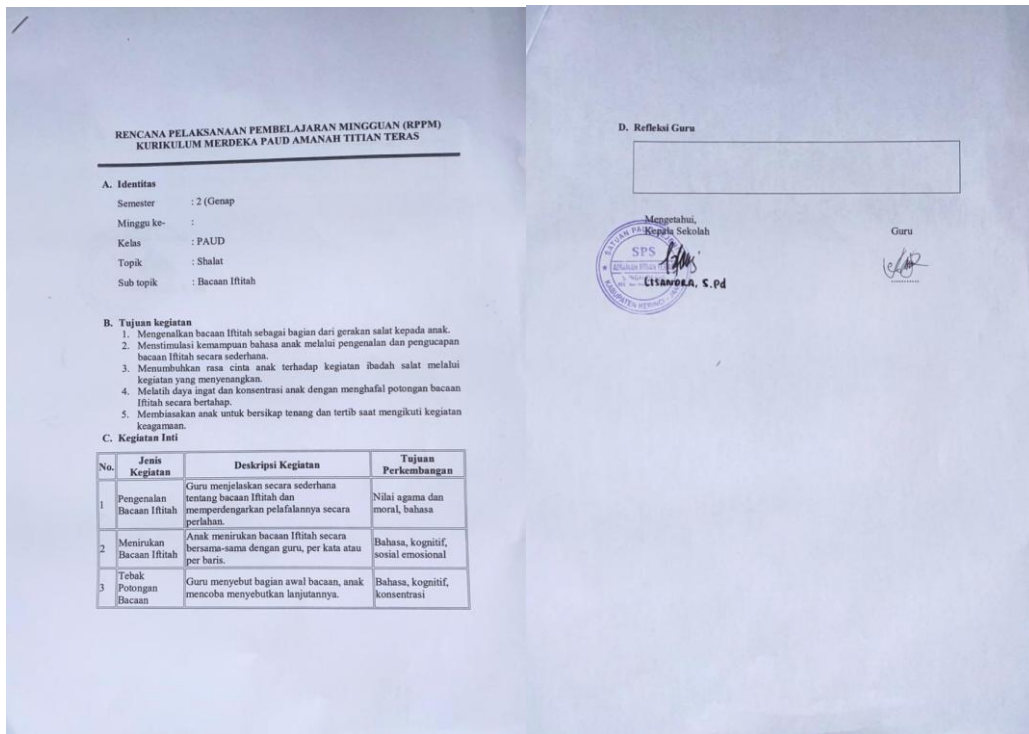 RENCANA PELAKSANAAN PEMBELAJARAN MINGGUAN (RPPM)
KURIKULUM MERDEKA PAUD AMANAH TITIAN TERAS
A. Identitas
Semester : 2 (Genap
Minggu ke- :
Kelas : PAUD
Topik : Shalat
Sub topik : Bacaan Iftitah
B. Tujuan kegiatan
1. Mengenalkan bacaan Iftitah sebagai bagian dari gerakan salat kepada anak.
2. Menstimulasi kemampuan bahasa anak melalui pengenalan dan pengucapan
bacaan Iftitah secara sederhana.
3. Menumbuhkan rasa cinta anak terhadap kegiatan ibadah salat melalui
kegiatan yang menyenangkan.
4. Melatih daya ingat dan konsentrasi anak dengan menghafal potongan bacaan
Iftitah secara bertahap.
5. Membiasakan anak untuk bersikap tenang dan tertib saat mengikuti kegiatan
keagamaan.
C. Kegiatan Inti
No. Jenis Kegiatan Deskripsi Kegiatan Tujuan Perkembangan
1 Pengenalan Bacaan Iftitah Guru menjelaskan secara sederhana
tentang bacaan Iftitah dan
memperdengarkan pelafalannya secara
perlahan. Nilai agama dan moral, bahasa
2 Menirukan Bacaan Iftitah Anak menirukan bacaan Iftitah secara
bersama-sama dengan guru, per kata atau
per baris. Bahasa, kognitif, sosial emosional
3 Tebak Potongan Bacaan Guru menyebut bagian awal bacaan, anak
mencoba menyebutkan lanjutannya. Bahasa, kognitif, konsentrasi
D. Refleksi Guru
Mengetahui,
Kepala Sekolah
Guru
SPS
LISANDRA, S.Pd
KABUPATEN KERINCI